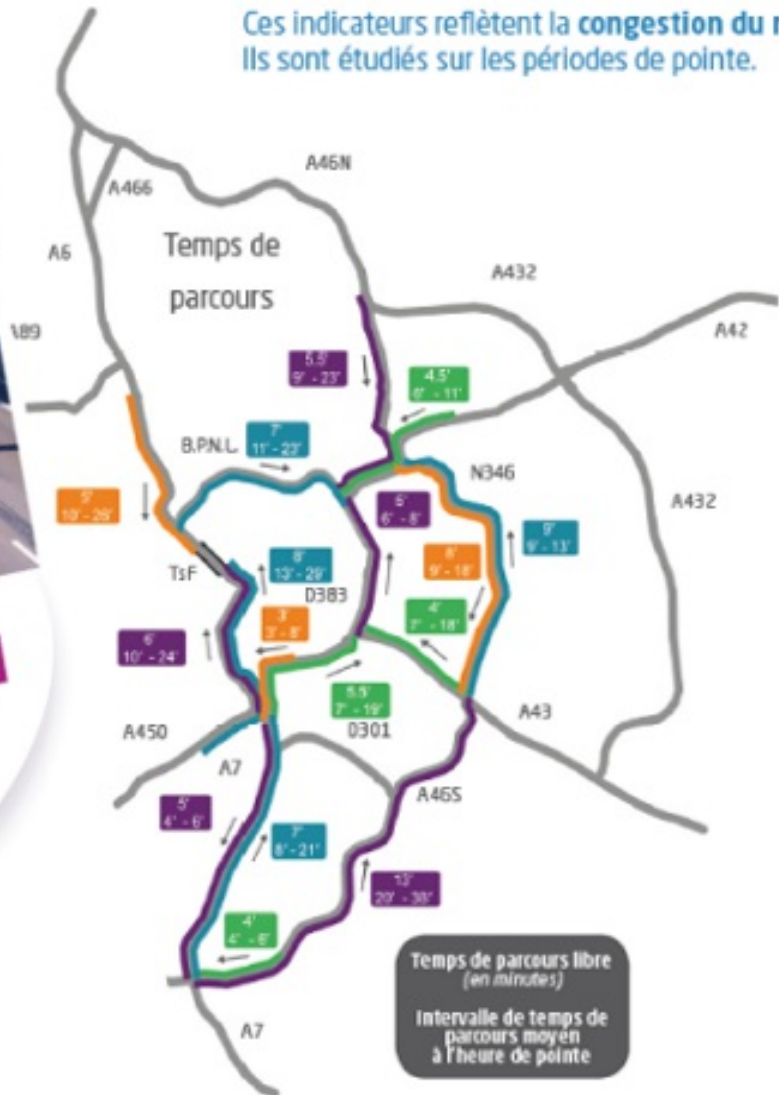 Ces indicateurs reflètent la congestion du
Ils sont étudiés sur les périodes de pointe.
A46N
A466
Temps de
parcours
A6
A432
A89
A42
5.5'
9' - 23'
4.5'
6' - 11'
B.P.N.L.
7'
11' - 23'
N346
A432
10' - 28'
6' - 8'
9'
9' - 13'
TsF
8'
13' - 29'
9' - 18'
D383
3'
3' - 8'
4'
7' - 18'
6'
10' - 24'
5.5'
7' - 19'
D301
A43
A450
A7
A46S
5'
4' - 6'
7'
8' - 21'
13'
20' - 38'
4'
4' - 6'
Temps de parcours libre
(en minutes)
Intervalle de temps de
parcours moyen
à l'heure de pointe
A7